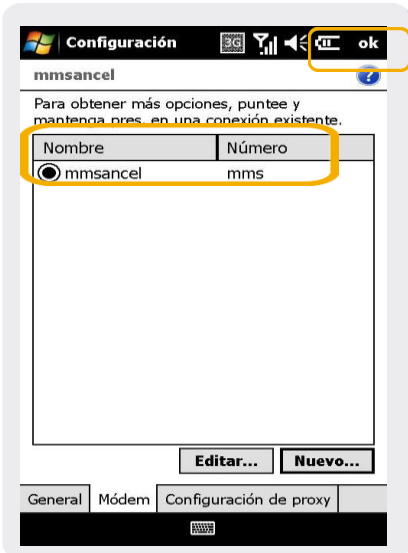 Configuración 3G ok
mmsancel
Para obtener más opciones, puntee y
mantenga pres. en una conexión existente.
Nombre Número
mmsancel mms
Editar... Nuevo...
General Módem Configuración de proxy